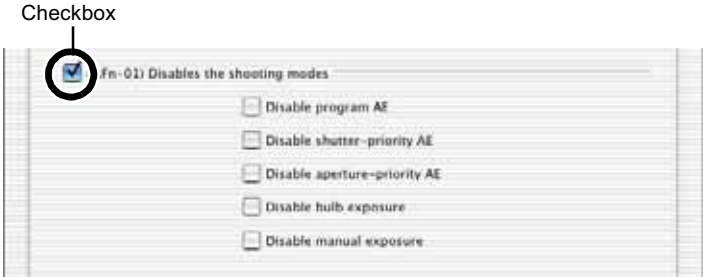 Checkbox
.Fn-01) Disables the shooting modes
Disable program AE
Disable shutter-priority AE
Disable aperture-priority AE
Disable bulb exposure
Disable manual exposure